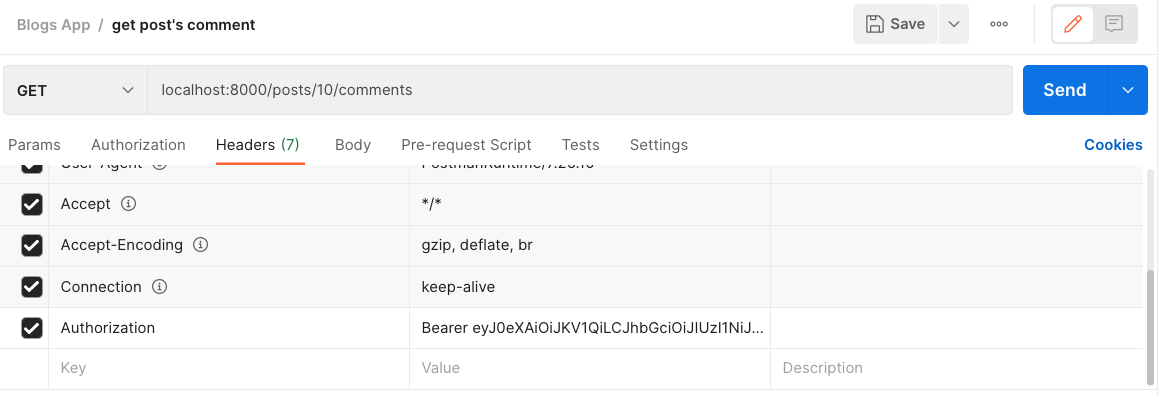 Blogs App / get post's comment Save
GET localhost:8000/posts/10/comments Send
Params Authorization Headers (7) Body Pre-request Script Tests Settings Cookies
User-Agent
Accept */*
Accept-Encoding gzip, deflate, br
Connection keep-alive
Authorization Bearer eyJ0eXAiOiJKV1QiLCJhbGciOiJIUzI1NiJ...
Key Value Description